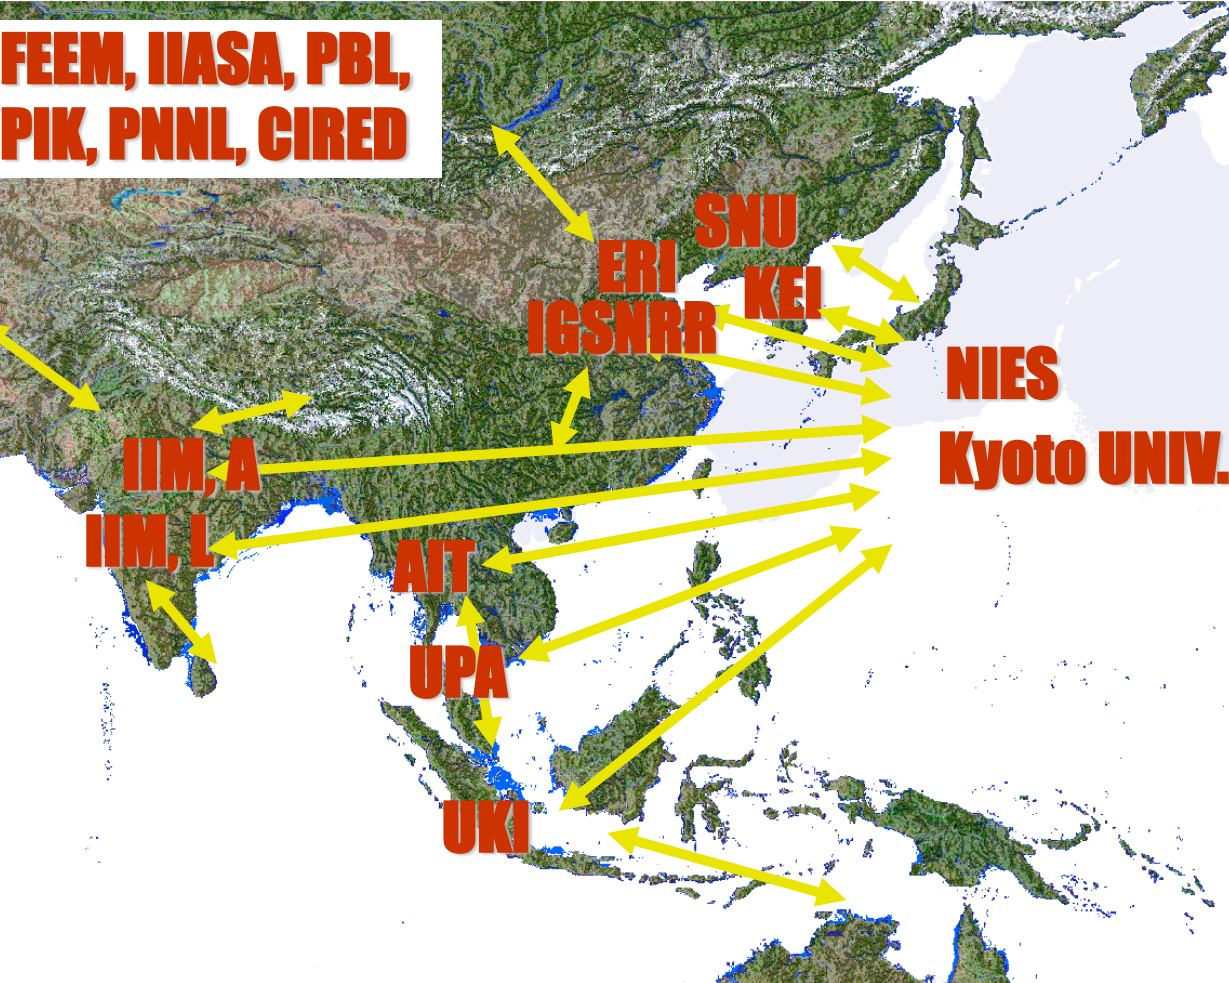 FEEM, IIASA, PBL,
PIK, PNNL, CIRED
SNU
ERI
KEI
IGSNRR
NIES
Kyoto UNIV.
IIM, A
IIM, L
AIT
UPA
UKI